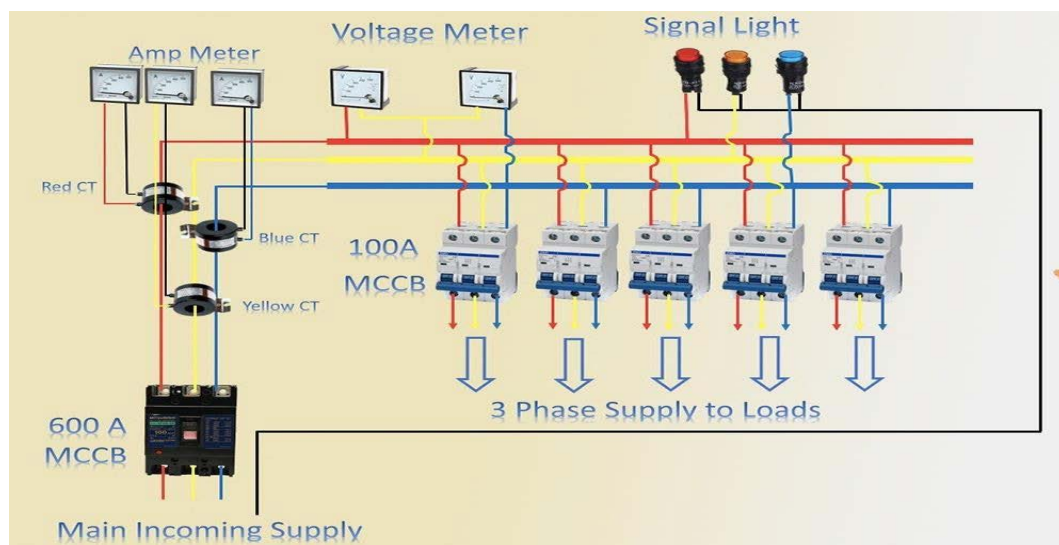 Amp Meter
Voltage Meter
Signal Light
Red CT
Blue CT
Yellow CT
100A
MCCB
600 A
MCCB
3 Phase Supply to Loads
Main Incoming Supply